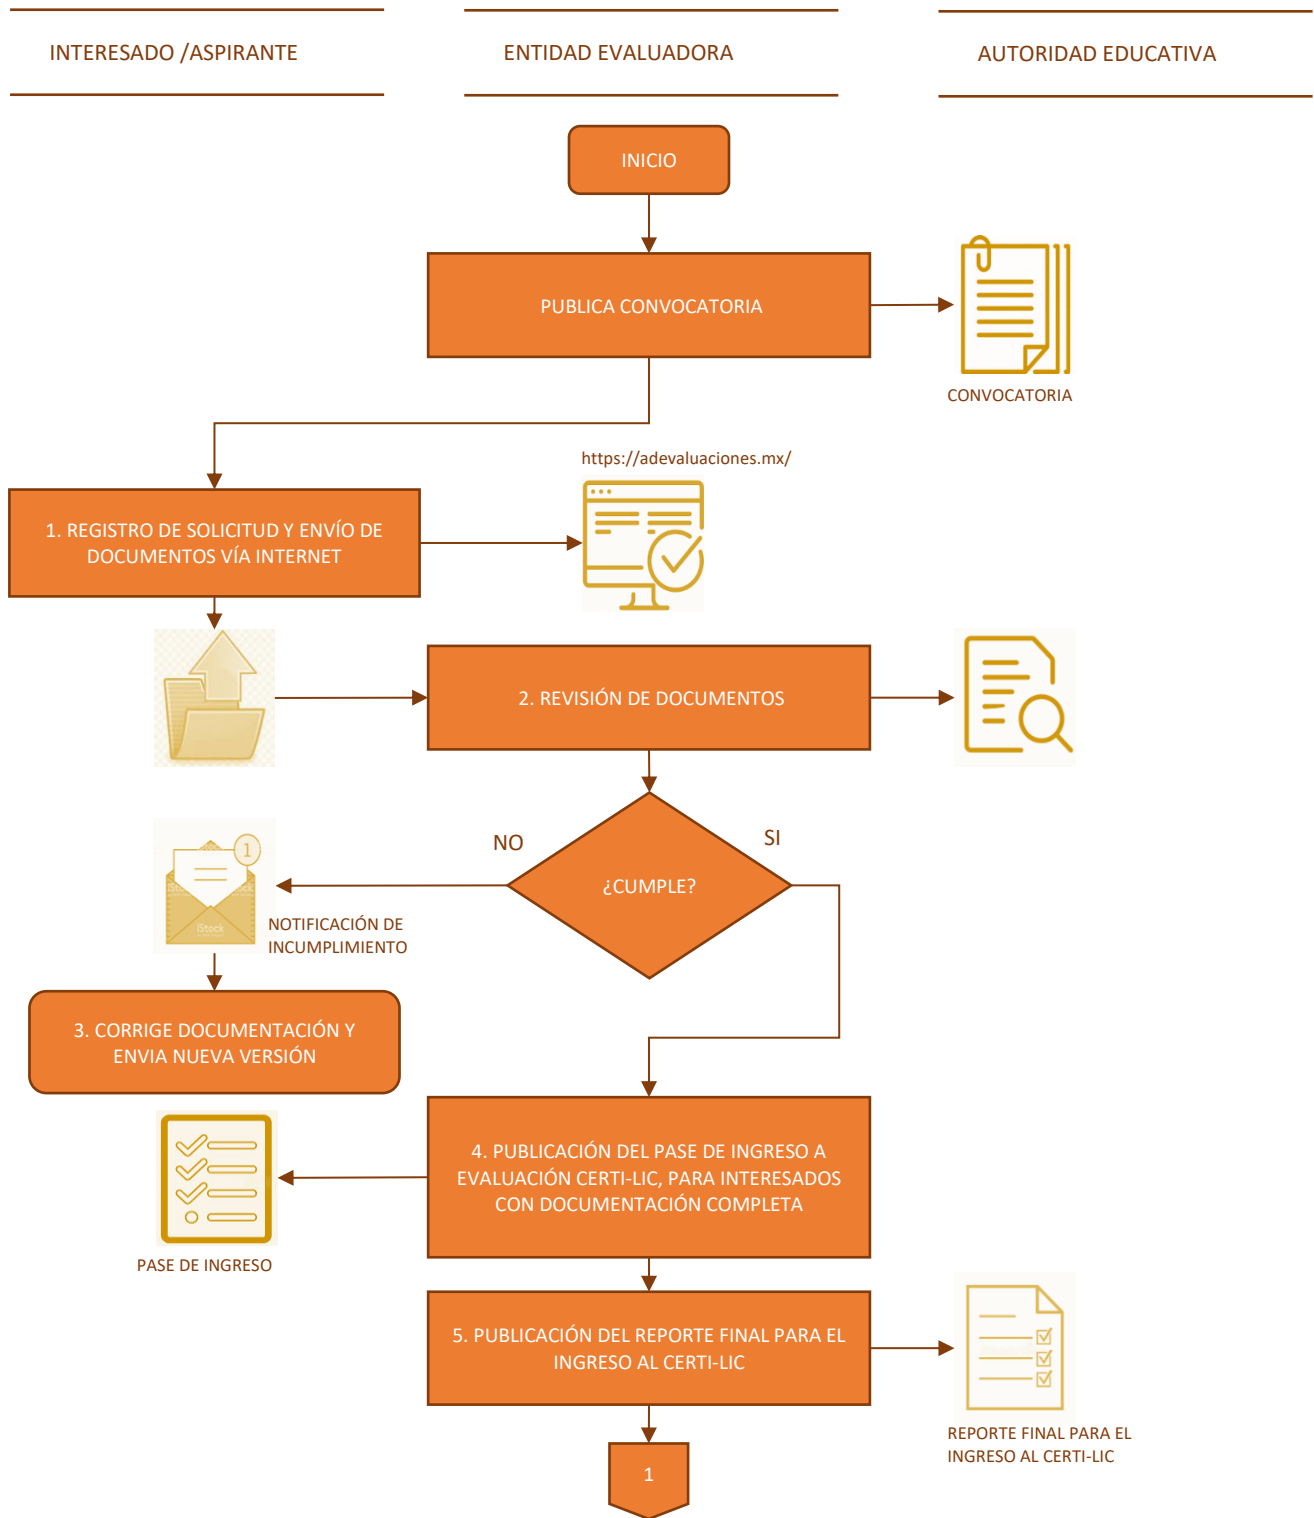 INTERESADO /ASPIRANTE
ENTIDAD EVALUADORA
AUTORIDAD EDUCATIVA
INICIO
PUBLICA CONVOCATORIA
CONVOCATORIA
https://adevaluaciones.mx/
1. REGISTRO DE SOLICITUD Y ENVÍO DE
DOCUMENTOS VÍA INTERNET
2. REVISIÓN DE DOCUMENTOS
NO
SI
¿CUMPLE?
1
iStock
NOTIFICACIÓN DE
INCUMPLIMIENTO
3. CORRIGE DOCUMENTACIÓN Y
ENVIA NUEVA VERSIÓN
4. PUBLICACIÓN DEL PASE DE INGRESO A
EVALUACIÓN CERTI-LIC, PARA INTERESADOS
CON DOCUMENTACIÓN COMPLETA
PASE DE INGRESO
5. PUBLICACIÓN DEL REPORTE FINAL PARA EL
INGRESO AL CERTI-LIC
REPORTE FINAL PARA EL
INGRESO AL CERTI-LIC
1